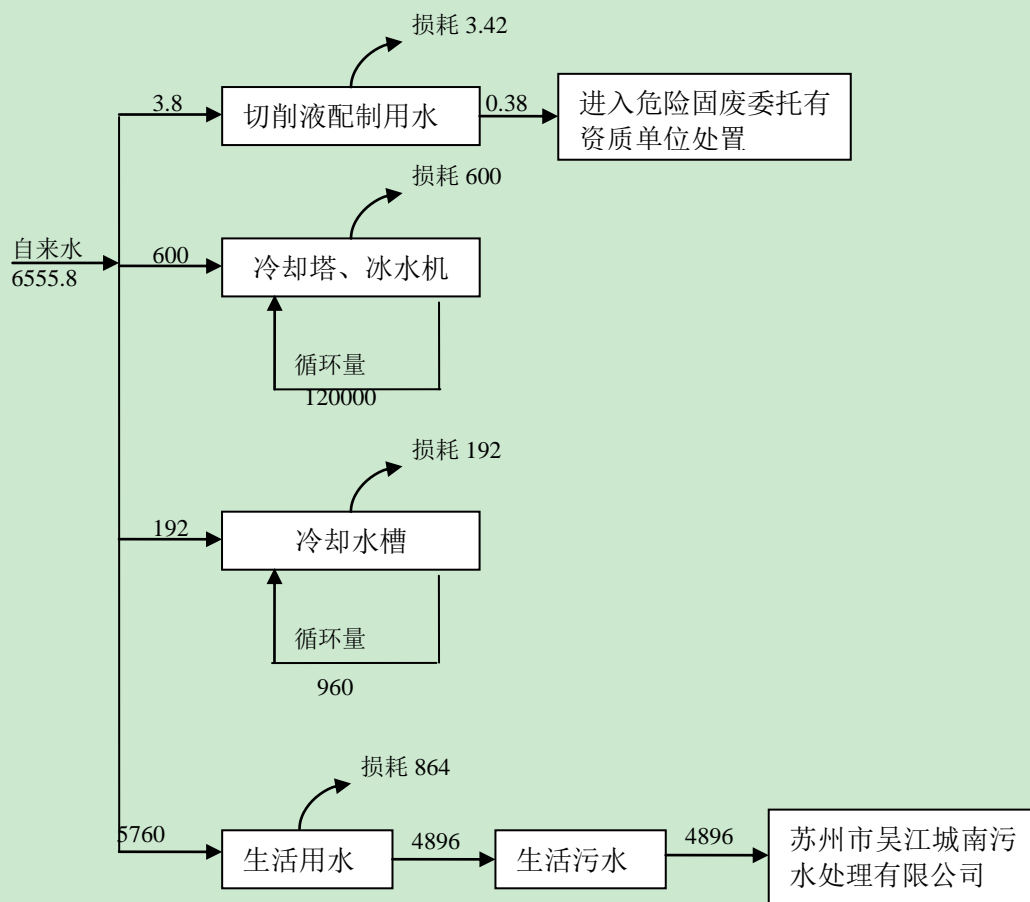 损耗 3.42
3.8
切削液配制用水
0.38
进入危险固废委托有
资质单位处置
损耗 600
自来水
6555.8
600
冷却塔、冰水机
循环量
120000
损耗 192
192
冷却水槽
循环量
960
损耗 864
5760
生活用水
4896
生活污水
4896
苏州市吴江城南污
水处理有限公司